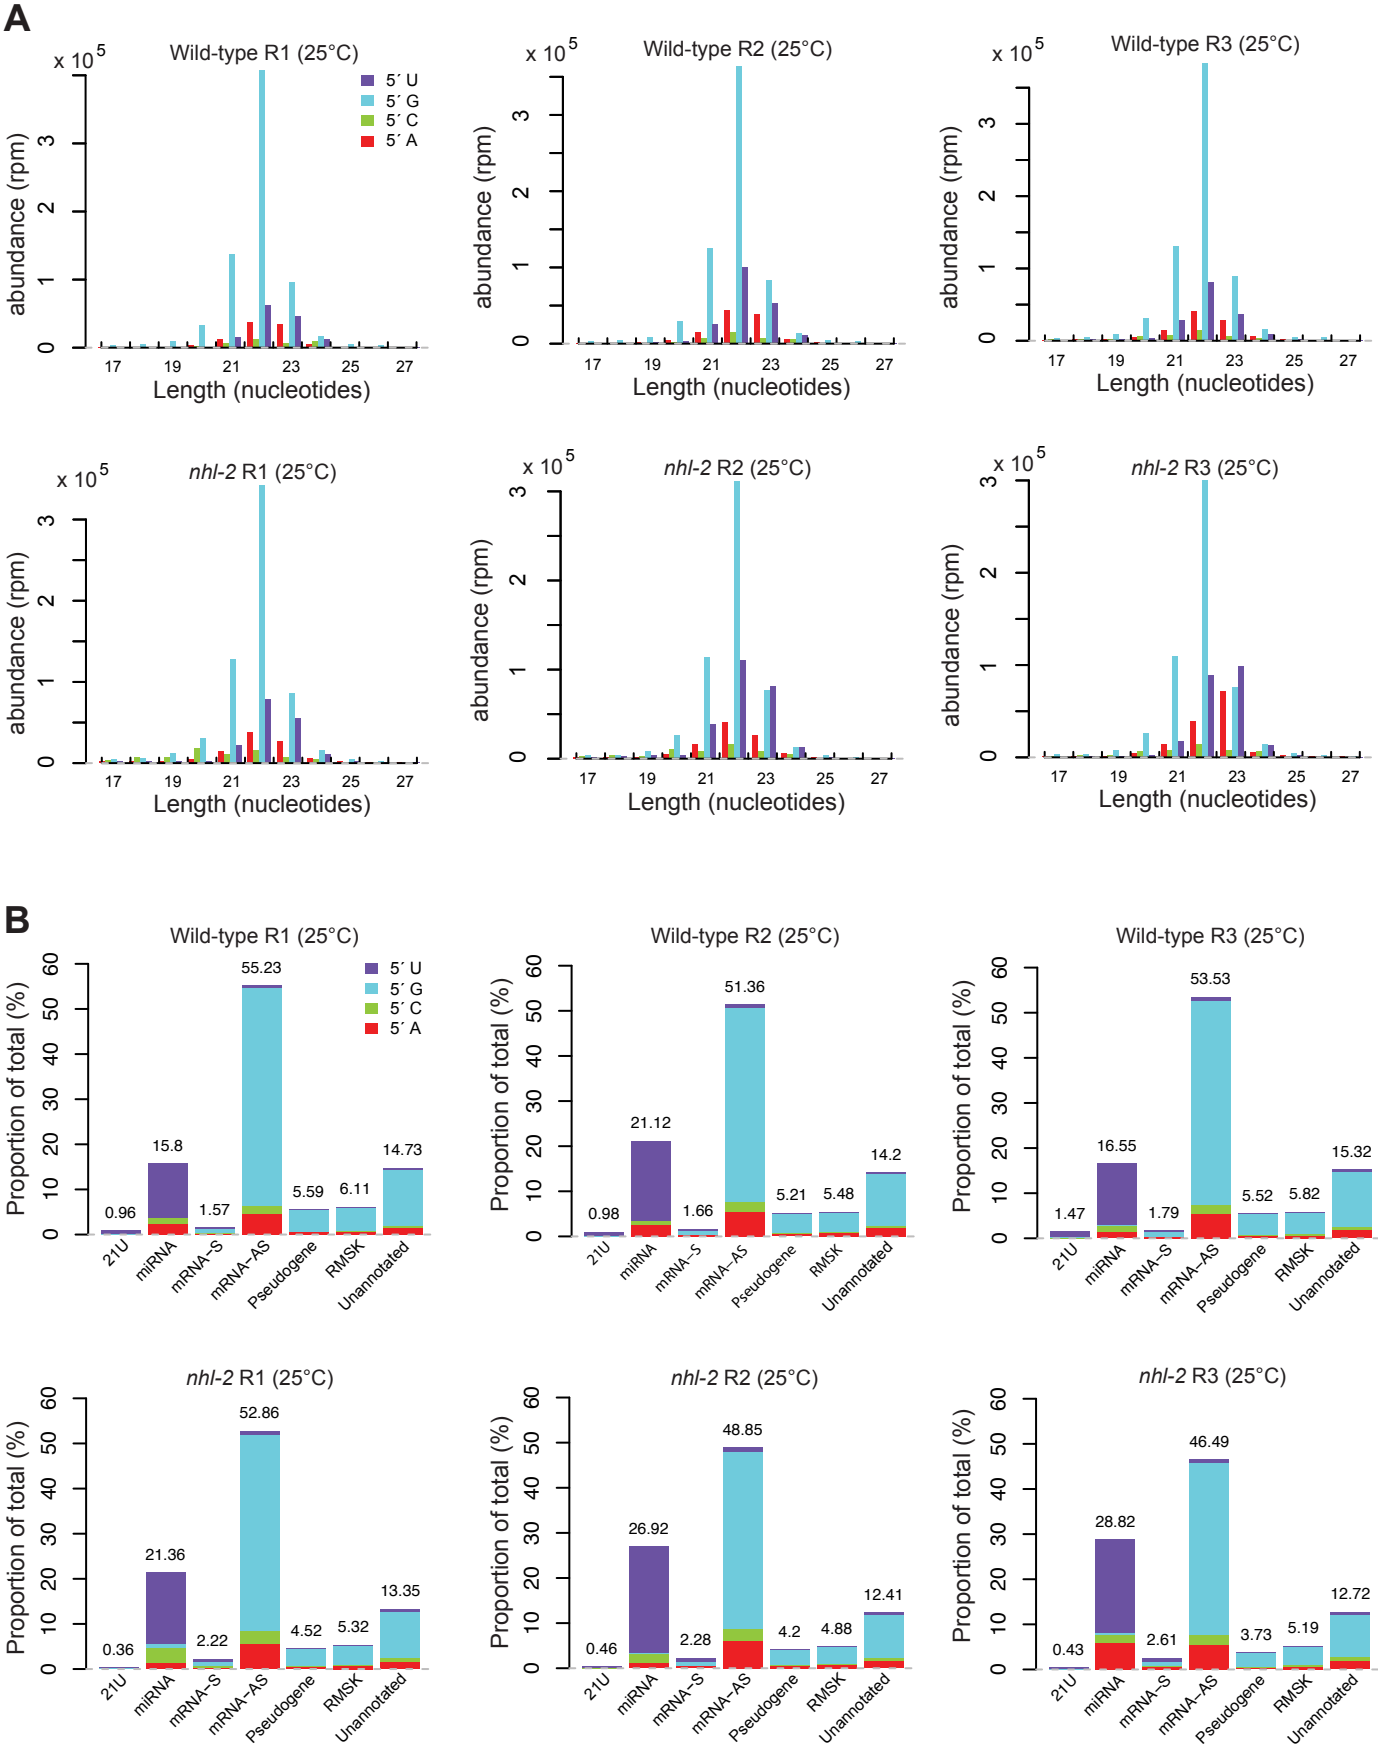 A
Wild-type R1 (25°C)
x 10 5
abundance (rpm)
0 1 2 3
5´ U
5´ G
5´ C
5´ A
17 19 21 23 25 27
Length (nucleotides)
Wild-type R2 (25°C)
x 10 5
abundance (rpm)
0 1 2 3
17 19 21 23 25 27
Length (nucleotides)
Wild-type R3 (25°C)
x 10 5
abundance (rpm)
0 1 2 3
17 19 21 23 25 27
Length (nucleotides)
nhl-2 R1 (25°C)
x 10 5
abundance (rpm)
0 1 2 3
17 19 21 23 25 27
Length (nucleotides)
nhl-2 R2 (25°C)
x 10 5
abundance (rpm)
0 1 2 3
17 19 21 23 25 27
Length (nucleotides)
nhl-2 R3 (25°C)
x 10 5
abundance (rpm)
0 1 2 3
17 19 21 23 25 27
Length (nucleotides)
B
Wild-type R1 (25°C)
Proportion of total (%)
0 10 20 30 40 50 60
5´ U
5´ G
5´ C
5´ A
0.96 15.8 1.57 55.23 5.59 6.11 14.73
21U miRNA mRNA−S mRNA−AS Pseudogene RMSK Unannotated
Wild-type R2 (25°C)
Proportion of total (%)
0 10 20 30 40 50 60
0.98 21.12 1.66 51.36 5.21 5.48 14.2
21U miRNA mRNA−S mRNA−AS Pseudogene RMSK Unannotated
Wild-type R3 (25°C)
Proportion of total (%)
0 10 20 30 40 50 60
1.47 16.55 1.79 53.53 5.52 5.82 15.32
21U miRNA mRNA−S mRNA−AS Pseudogene RMSK Unannotated
nhl-2 R1 (25°C)
Proportion of total (%)
0 10 20 30 40 50 60
0.36 21.36 2.22 52.86 4.52 5.32 13.35
21U miRNA mRNA−S mRNA−AS Pseudogene RMSK Unannotated
nhl-2 R2 (25°C)
Proportion of total (%)
0 10 20 30 40 50 60
0.46 26.92 2.28 48.85 4.2 4.88 12.41
21U miRNA mRNA−S mRNA−AS Pseudogene RMSK Unannotated
nhl-2 R3 (25°C)
Proportion of total (%)
0 10 20 30 40 50 60
0.43 28.82 2.61 46.49 3.73 5.19 12.72
21U miRNA mRNA−S mRNA−AS Pseudogene RMSK Unannotated